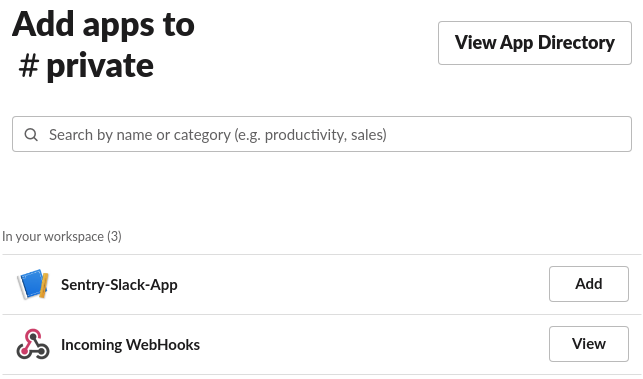 Add apps to
# private
View App Directory
Search by name or category (e.g. productivity, sales)
In your workspace (3)
Sentry-Slack-App
Add
Incoming WebHooks
View